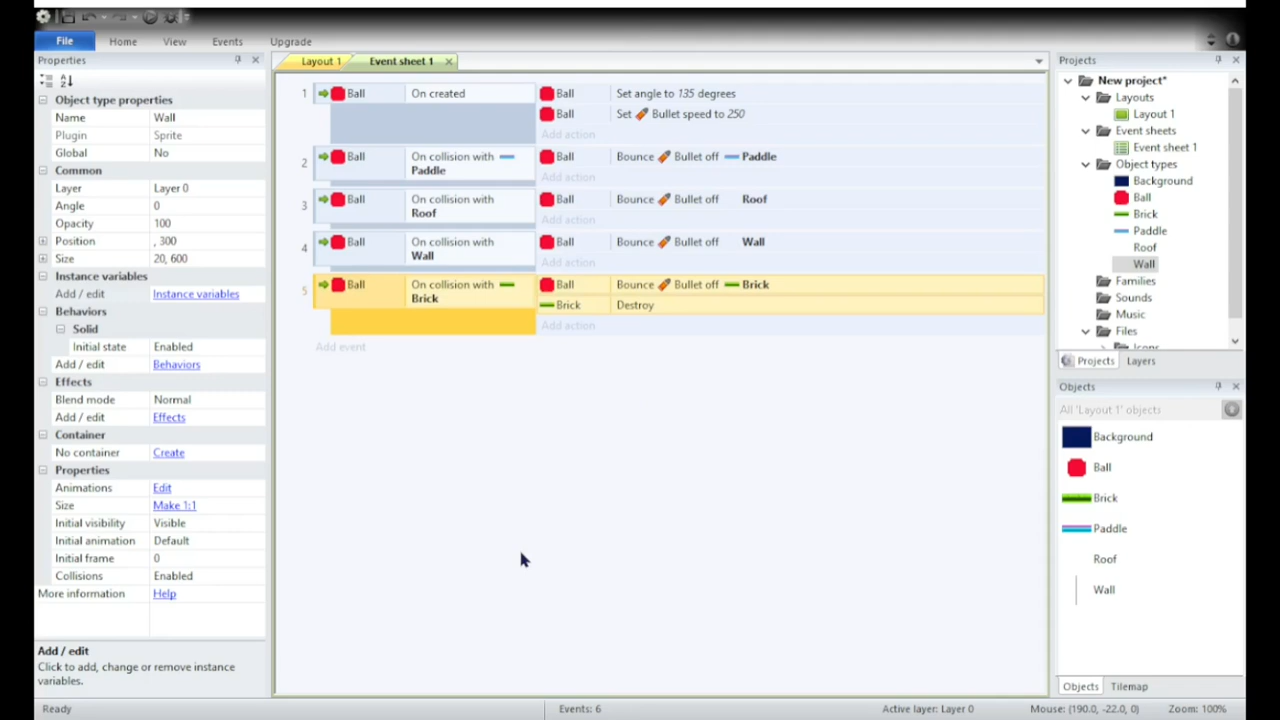 File Home View Events Upgrade
Properties
Layout 1 Event sheet 1
Projects
Object type properties
Name Wall
Plugin Sprite
Global No
Common
Layer Layer 0
Angle 0
Opacity 100
Position , 300
Size 20, 600
Instance variables
Add / edit Instance variables
Behaviors
Solid
Initial state Enabled
Add / edit Behaviors
Effects
Blend mode Normal
Add / edit Effects
Container
No container Create
Properties
Animations Edit
Size Make 1:1
Initial visibility Visible
Initial animation Default
Initial frame 0
Collisions Enabled
More information Help
Add / edit
Click to add, change or remove instance
variables.
1 Ball On created Ball Set angle to 135 degrees
Ball Set Bullet speed to 250
Add action
2 Ball On collision with Paddle Ball Bounce Bullet off Paddle
Add action
3 Ball On collision with Roof Ball Bounce Bullet off Roof
Add action
4 Ball On collision with Wall Ball Bounce Bullet off Wall
Add action
5 Ball On collision with Brick Ball Bounce Bullet off Brick
Brick Destroy
Add action
Add event
New project*
Layouts
Layout 1
Event sheets
Event sheet 1
Object types
Background
Ball
Brick
Paddle
Roof
Wall
Families
Sounds
Music
Files
Icons
Projects Layers
Objects
All 'Layout 1' objects
Background
Ball
Brick
Paddle
Roof
Wall
Objects Tilemap
Ready Events: 6 Active layer: Layer 0 Mouse: (190.0, -22.0, 0) Zoom: 100%